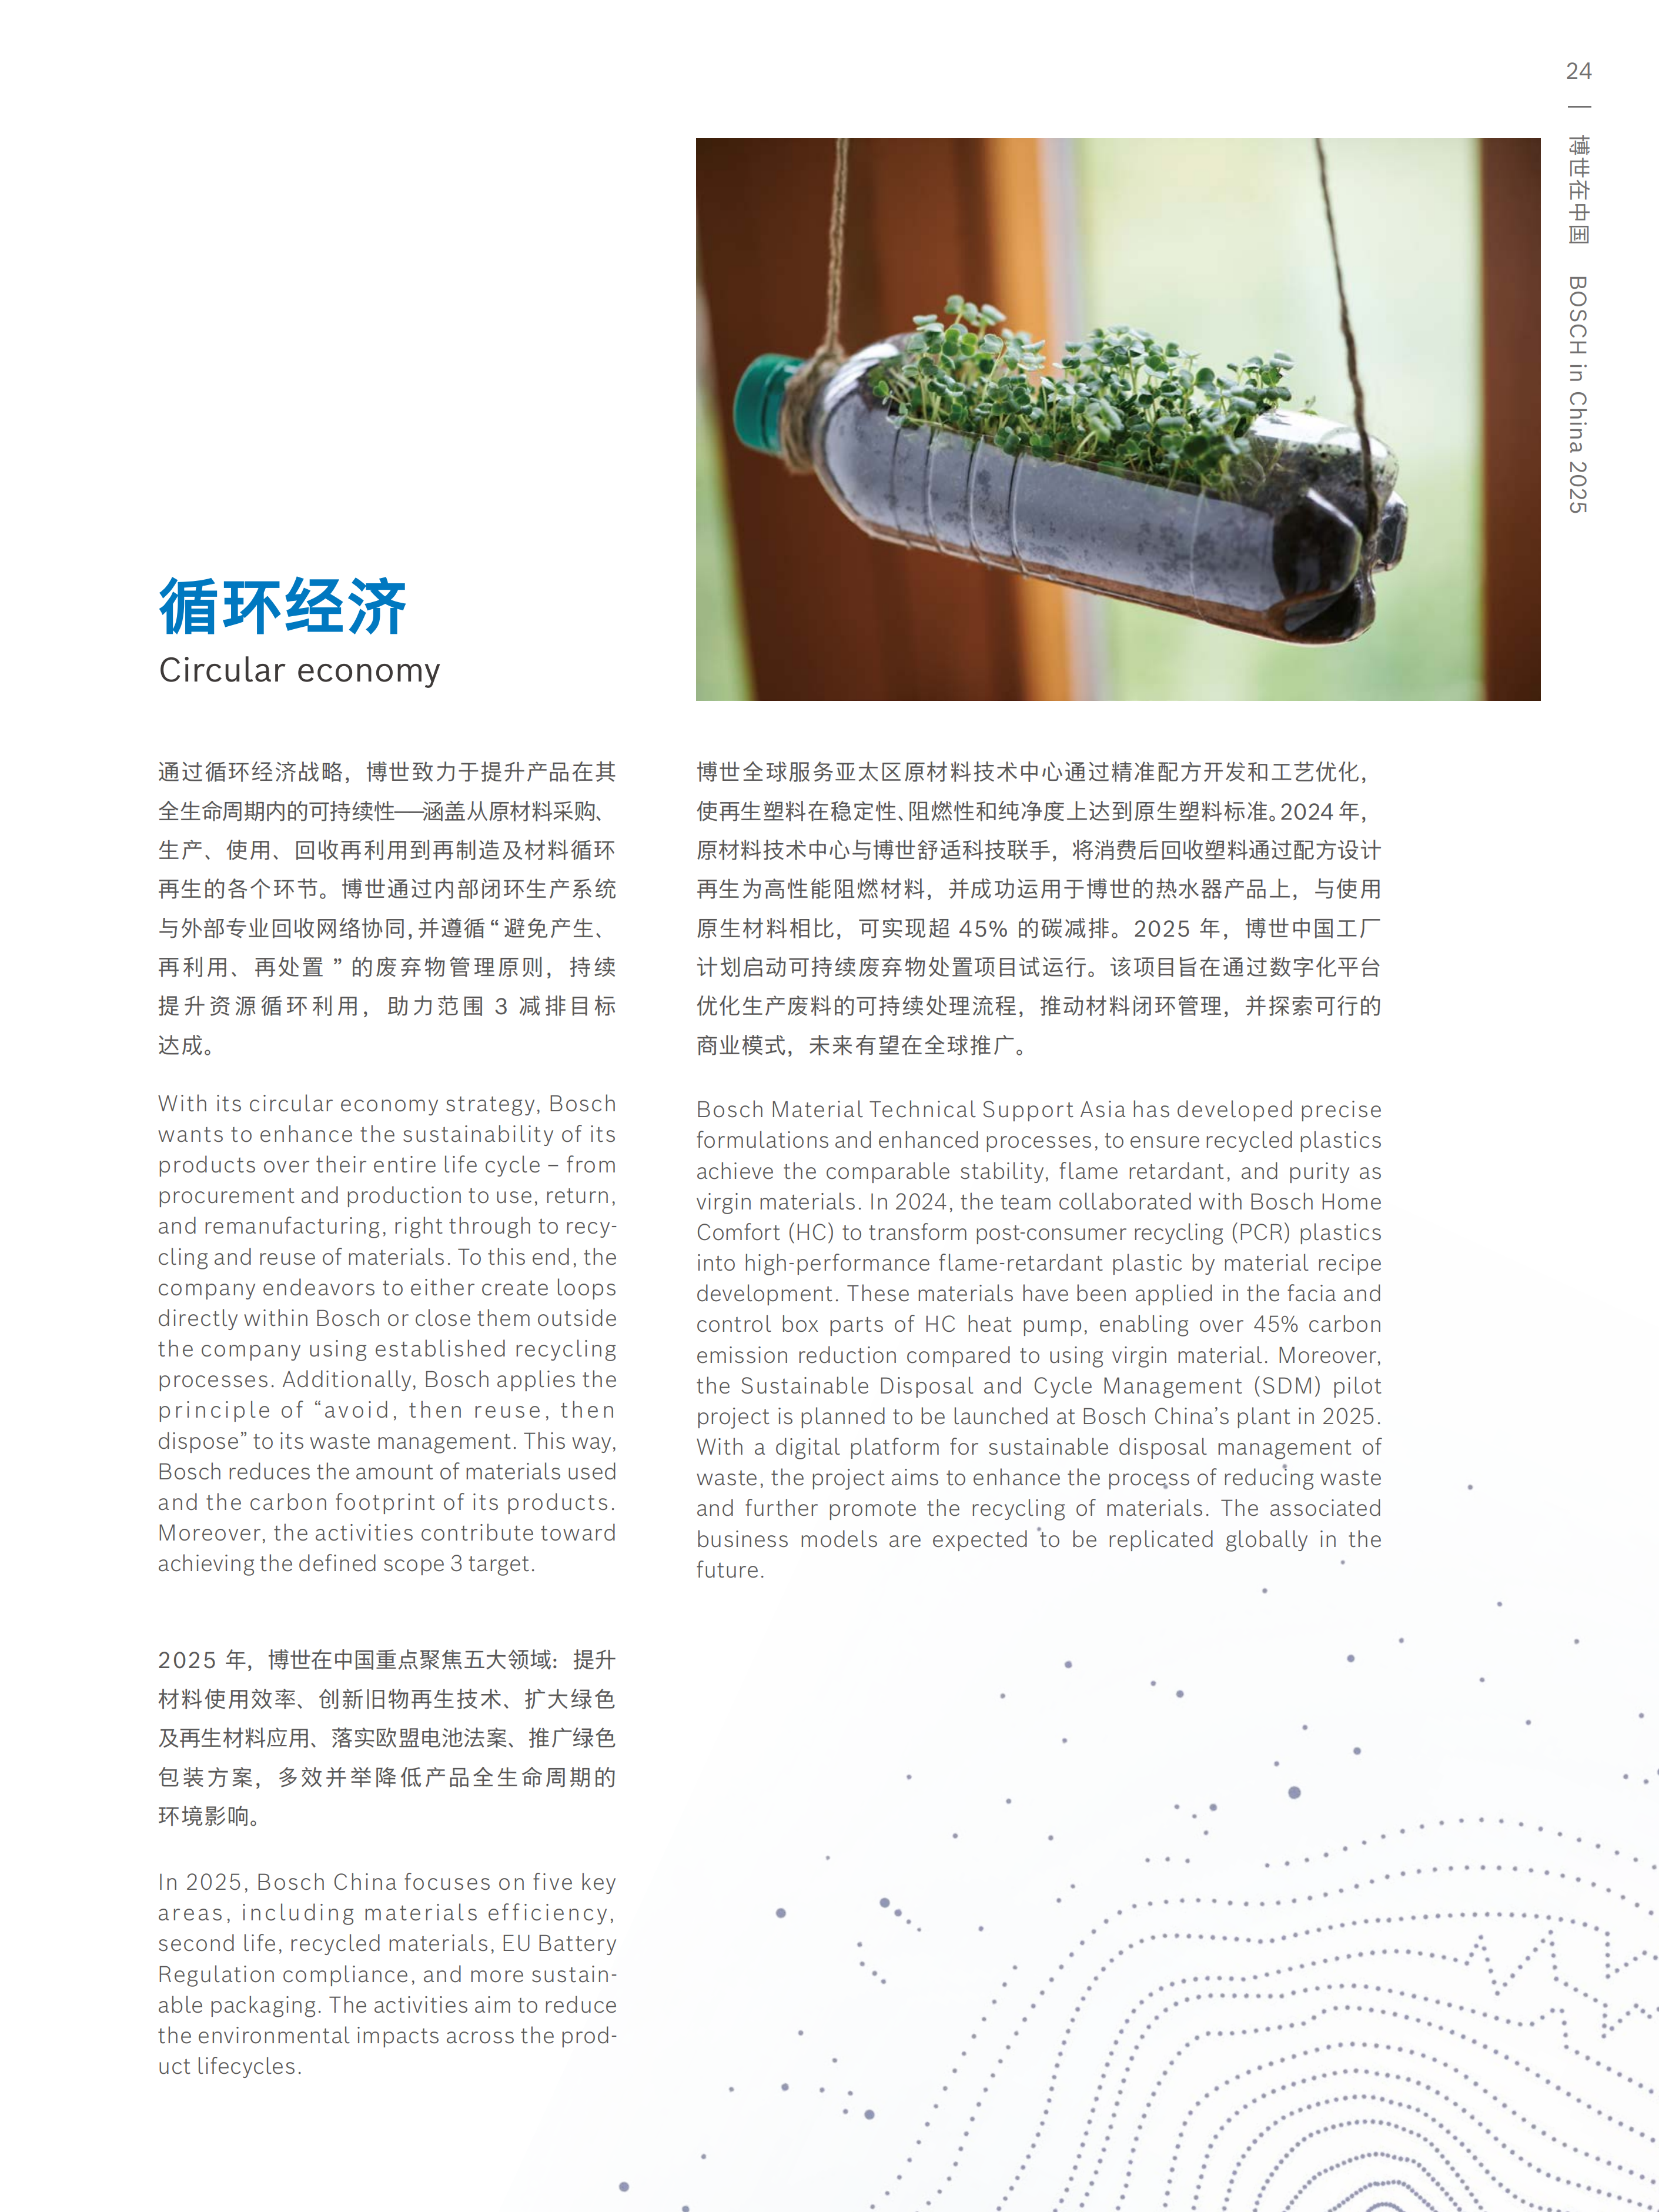 24
博世在中国 BOSCH in China 2025
循环经济
Circular economy
通过循环经济战略，博世致力于提升产品在其
全生命周期内的可持续性——涵盖从原材料采购、
生产、使用、回收再利用到再制造及材料循环
再生的各个环节。博世通过内部闭环生产系统
与外部专业回收网络协同，并遵循“避免产生、
再利用、再处置 ”的废弃物管理原则，持续
提升资源循环利用，助力范围 3 减排目标
达成。
With its circular economy strategy, Bosch
wants to enhance the sustainability of its
products over their entire life cycle – from
procurement and production to use, return,
and remanufacturing, right through to recy-
cling and reuse of materials. To this end, the
company endeavors to either create loops
directly within Bosch or close them outside
the company using established recycling
processes. Additionally, Bosch applies the
principle of “avoid, then reuse, then
dispose” to its waste management. This way,
Bosch reduces the amount of materials used
and the carbon footprint of its products.
Moreover, the activities contribute toward
achieving the defined scope 3 target.
2025 年，博世在中国重点聚焦五大领域：提升
材料使用效率、创新旧物再生技术、扩大绿色
及再生材料应用、落实欧盟电池法案、推广绿色
包装方案，多效并举降低产品全生命周期的
环境影响。
In 2025, Bosch China focuses on five key
areas, including materials efficiency,
second life, recycled materials, EU Battery
Regulation compliance, and more sustain-
able packaging. The activities aim to reduce
the environmental impacts across the prod-
uct lifecycles.
博世全球服务亚太区原材料技术中心通过精准配方开发和工艺优化，
使再生塑料在稳定性、阻燃性和纯净度上达到原生塑料标准。2024 年，
原材料技术中心与博世舒适科技联手，将消费后回收塑料通过配方设计
再生为高性能阻燃材料，并成功运用于博世的热水器产品上，与使用
原生材料相比，可实现超 45% 的碳减排。2025 年，博世中国工厂
计划启动可持续废弃物处置项目试运行。该项目旨在通过数字化平台
优化生产废料的可持续处理流程，推动材料闭环管理，并探索可行的
商业模式，未来有望在全球推广。
Bosch Material Technical Support Asia has developed precise
formulations and enhanced processes, to ensure recycled plastics
achieve the comparable stability, flame retardant, and purity as
virgin materials. In 2024, the team collaborated with Bosch Home
Comfort (HC) to transform post-consumer recycling (PCR) plastics
into high-performance flame-retardant plastic by material recipe
development. These materials have been applied in the facia and
control box parts of HC heat pump, enabling over 45% carbon
emission reduction compared to using virgin material. Moreover,
the Sustainable Disposal and Cycle Management (SDM) pilot
project is planned to be launched at Bosch China’s plant in 2025.
With a digital platform for sustainable disposal management of
waste, the project aims to enhance the process of reducing waste
and further promote the recycling of materials. The associated
business models are expected to be replicated globally in the
future.